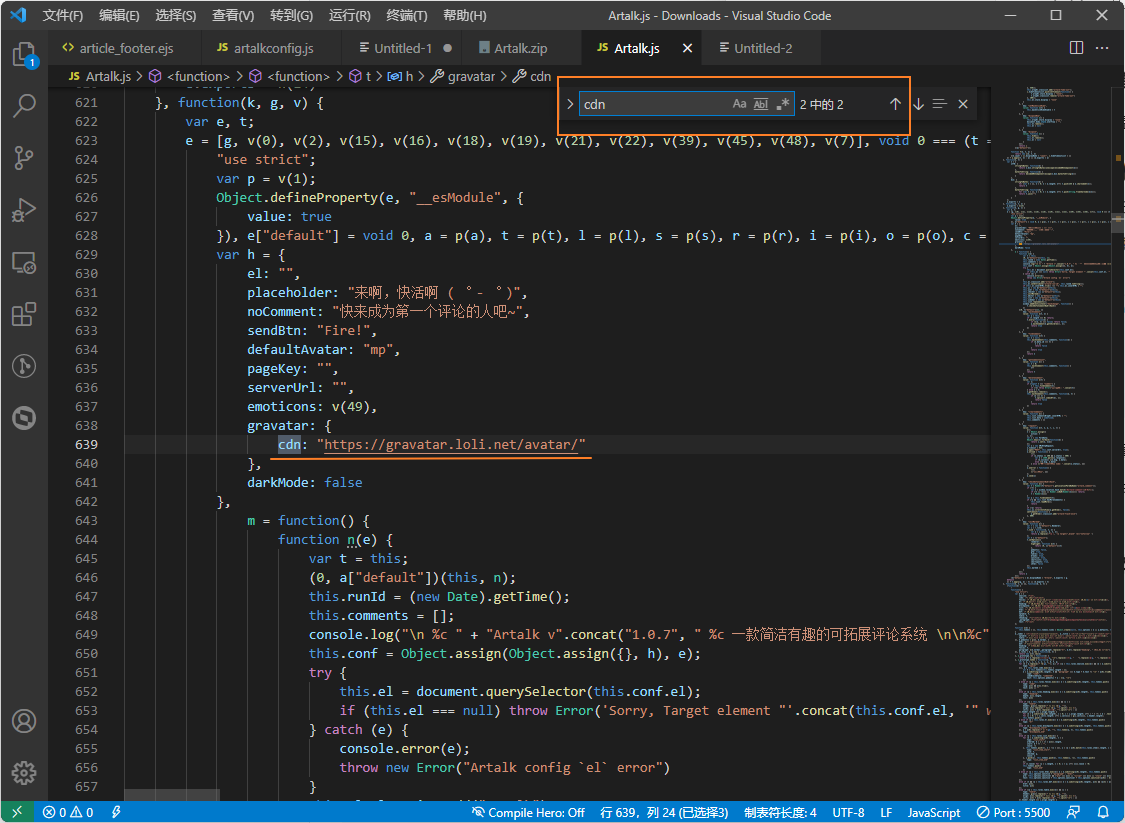 文件(F) 编辑(E) 选择(S) 查看(V) 转到(G) 运行(R) 终端(T) 帮助(H) Artalk.js - Downloads - Visual Studio Code
article_footer.ejs JS artalkconfig.js Untitled-1 Artalk.zip JS Artalk.js Untitled-2
JS Artalk.js > <function> > <function> > t > h > gravatar > cdn
cdn Aa Abl .* 2 中的 2
621 }, function(k, g, v) {
622 var e, t;
623 e = [g, v(0), v(2), v(15), v(16), v(18), v(19), v(21), v(22), v(39), v(45), v(48), v(7)], void 0 === (t =
624 "use strict";
625 var p = v(1);
626 Object.defineProperty(e, "__esModule", {
627 value: true
628 }), e["default"] = void 0, a = p(a), t = p(t), l = p(l), s = p(s), r = p(r), i = p(i), o = p(o), c =
629 var h = {
630 el: "",
631 placeholder: "来啊，快活啊 ( ゜- ゜)",
632 noComment: "快来成为第一个评论的人吧~",
633 sendBtn: "Fire!",
634 defaultAvatar: "mp",
635 pageKey: "",
636 serverUrl: "",
637 emoticons: v(49),
638 gravatar: {
639 cdn: "https://gravatar.loli.net/avatar/"
640 },
641 darkMode: false
642 },
643 m = function() {
644 function n(e) {
645 var t = this;
646 (0, a["default"])(this, n);
647 this.runId = (new Date).getTime();
648 this.comments = [];
649 console.log("\n %c " + "Artalk v".concat("1.0.7", " %c 一款简洁有趣的可拓展评论系统 \n\n%c"
650 this.conf = Object.assign(Object.assign({}, h), e);
651 try {
652 this.el = document.querySelector(this.conf.el);
653 if (this.el === null) throw Error('Sorry, Target element "'.concat(this.conf.el, '" w
654 } catch (e) {
655 console.error(e);
656 throw new Error("Artalk config `el` error")
657 }
1
0 0 Compile Hero: Off 行 639，列 24 (已选择3) 制表符长度: 4 UTF-8 LF JavaScript Port : 5500